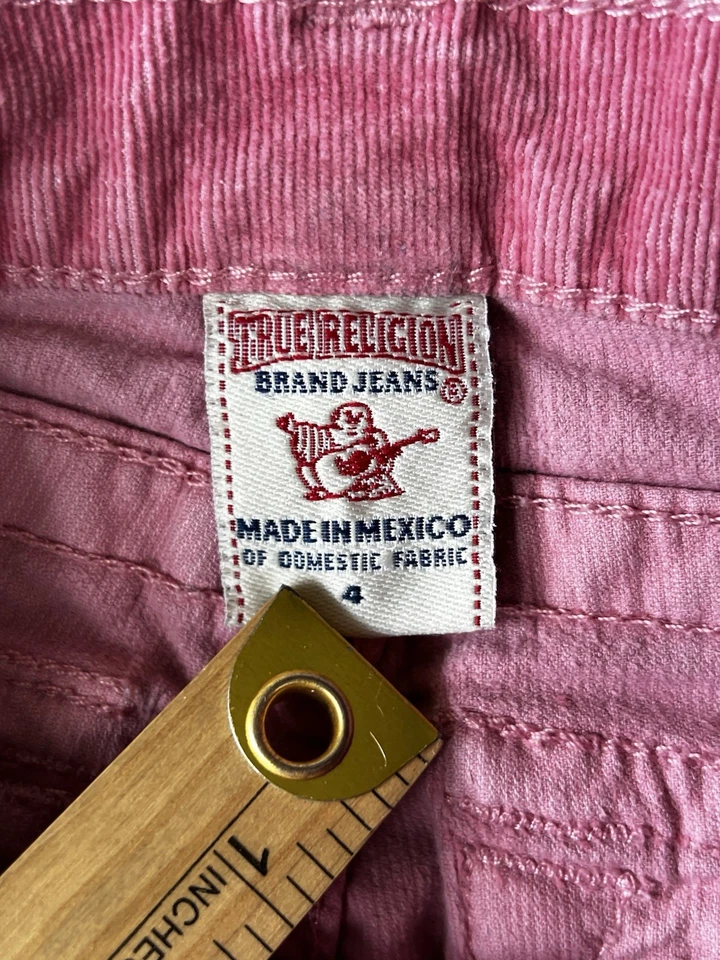 TRUE RELIGION
BRAND JEANS®
MADE IN MEXICO
OF DOMESTIC FABRIC
4
1
INCHES